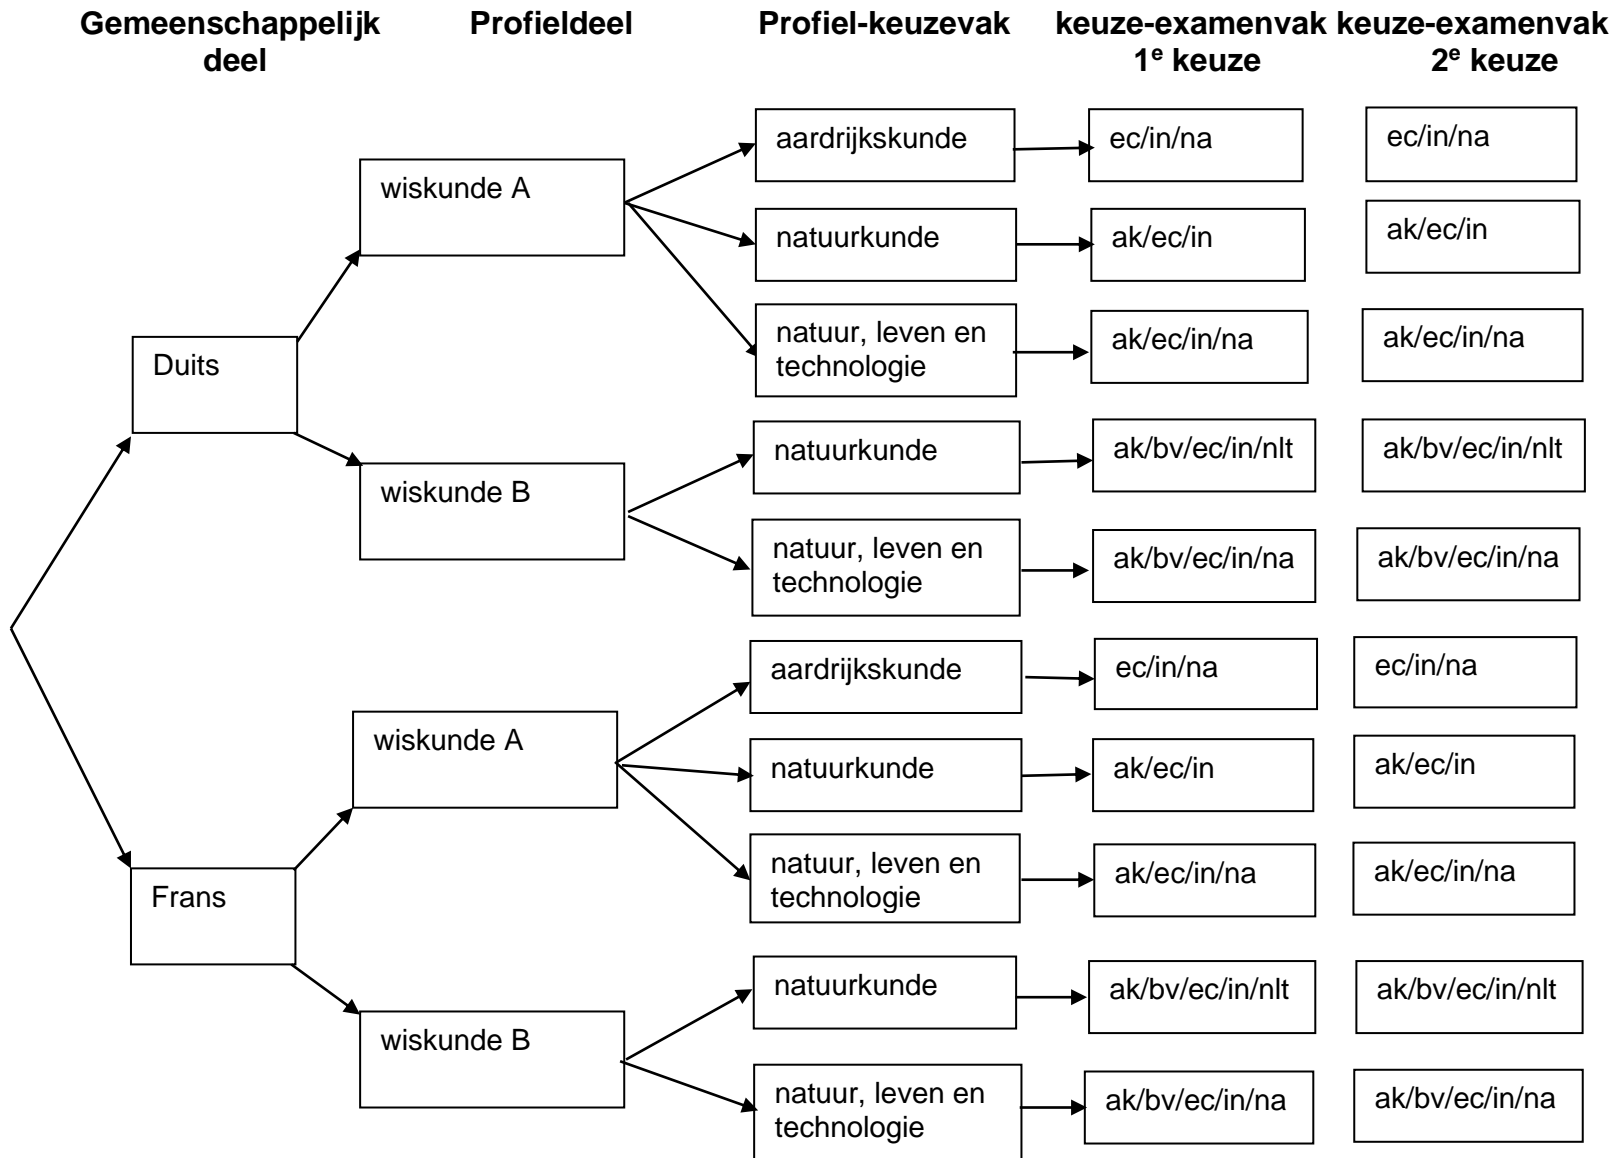 Gemeenschappelijk deel
Profieldeel
Profiel-keuzevak
keuze-examenvak 1e keuze
keuze-examenvak 2e keuze
Duits
wiskunde A
aardrijkskunde
ec/in/na
ec/in/na
natuurkunde
ak/ec/in
ak/ec/in
natuur, leven en
technologie
ak/ec/in/na
ak/ec/in/na
wiskunde B
natuurkunde
ak/bv/ec/in/nlt
ak/bv/ec/in/nlt
natuur, leven en
technologie
ak/bv/ec/in/na
ak/bv/ec/in/na
Frans
wiskunde A
aardrijkskunde
ec/in/na
ec/in/na
natuurkunde
ak/ec/in
ak/ec/in
natuur, leven en
technologie
ak/ec/in/na
ak/ec/in/na
wiskunde B
natuurkunde
ak/bv/ec/in/nlt
ak/bv/ec/in/nlt
natuur, leven en
technologie
ak/bv/ec/in/na
ak/bv/ec/in/na